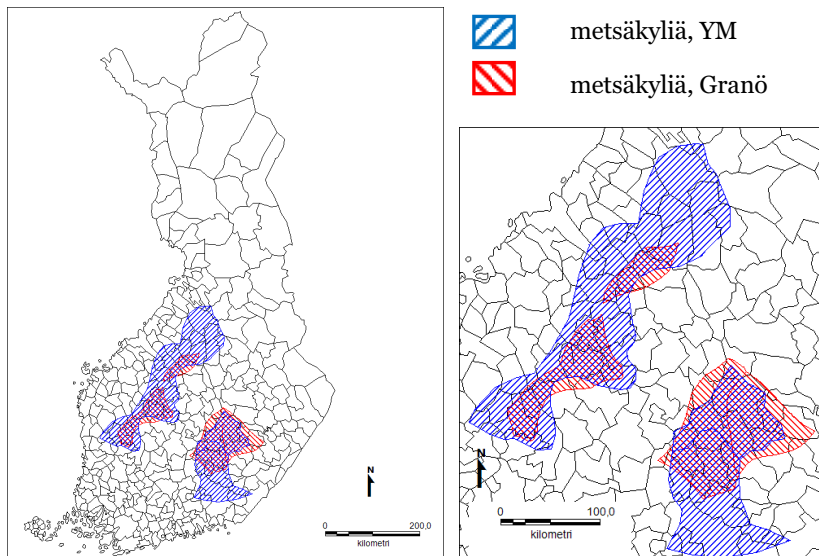 metsäkyliä, YM
metsäkyliä, Granö
N
0
200,0
kilometri
N
0
100,0
kilometri